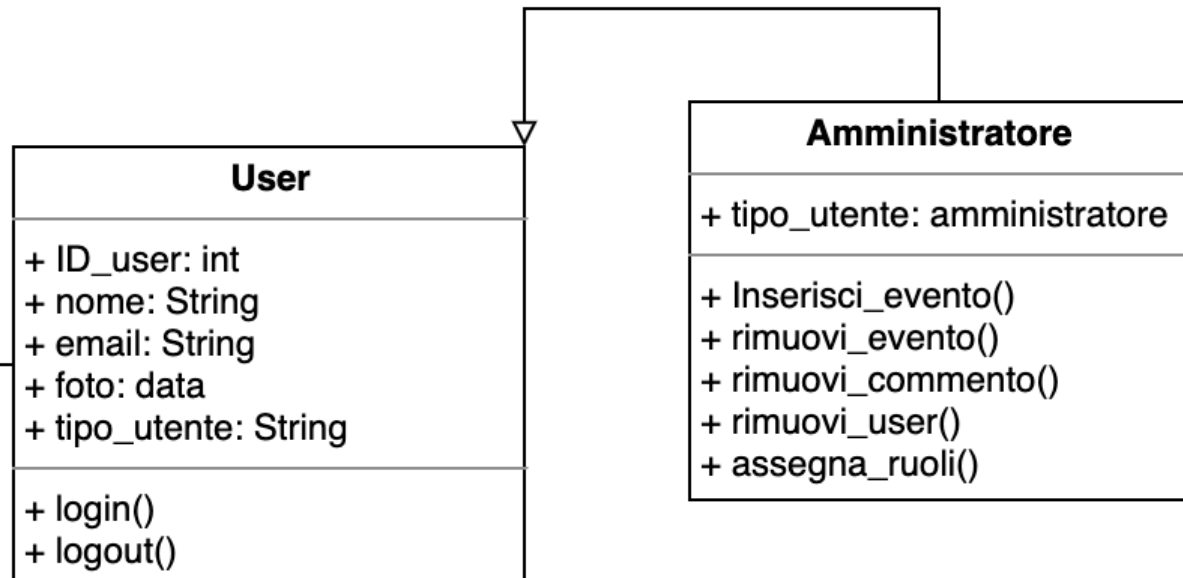 User
+ ID_user: int
+ nome: String
+ email: String
+ foto: data
+ tipo_utente: String
+ login()
+ logout()
Amministratore
+ tipo_utente: amministratore
+ Inserisci_evento()
+ rimuovi_evento()
+ rimuovi_commento()
+ rimuovi_user()
+ assegna_ruoli()